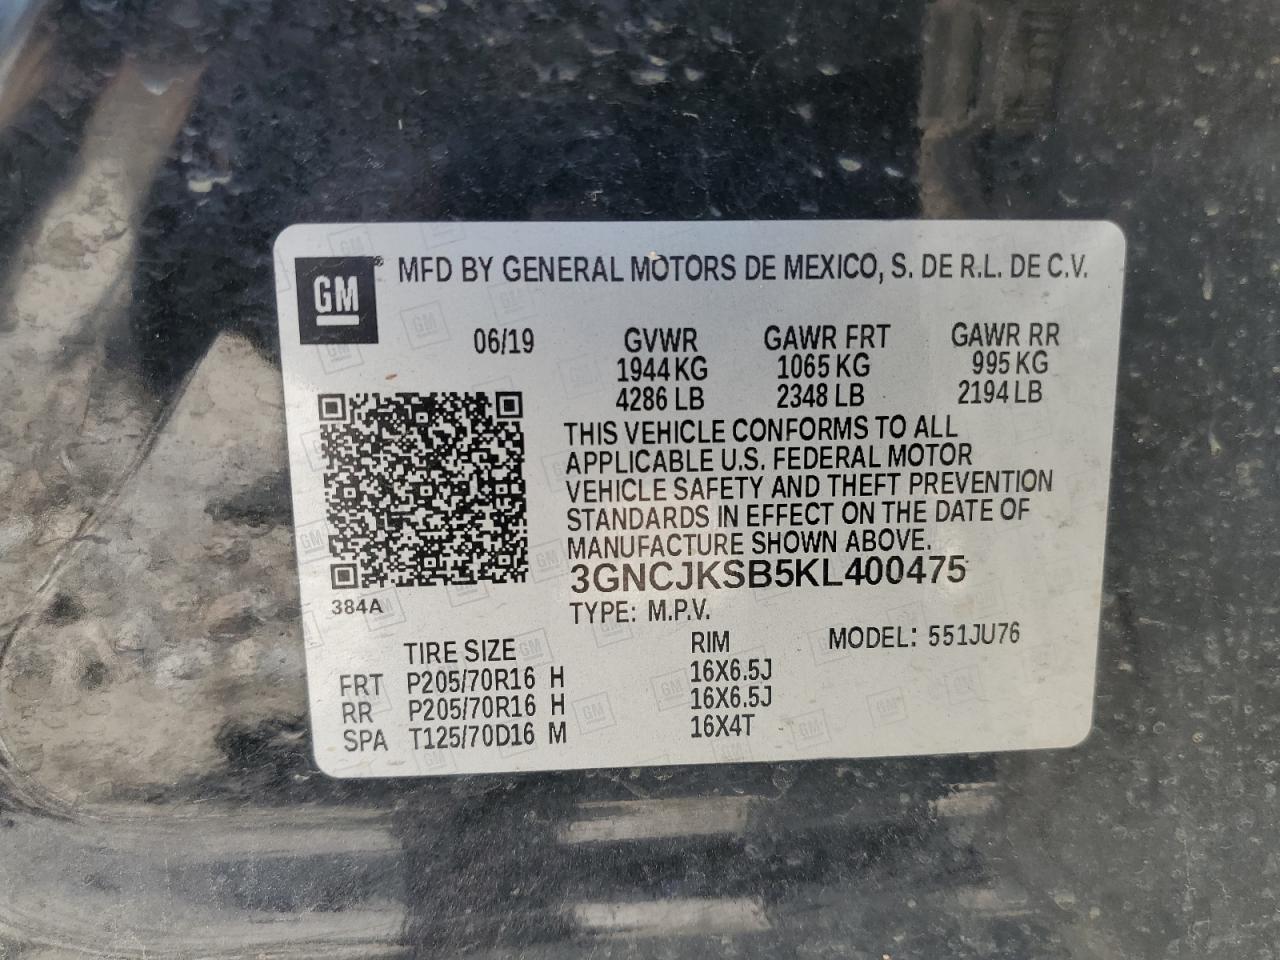 GM® MFD BY GENERAL MOTORS DE MEXICO, S. DE R.L. DE C.V.
06/19 GVWR GAWR FRT GAWR RR
1944 KG 1065 KG 995 KG
4286 LB 2348 LB 2194 LB
THIS VEHICLE CONFORMS TO ALL
APPLICABLE U.S. FEDERAL MOTOR
VEHICLE SAFETY AND THEFT PREVENTION
STANDARDS IN EFFECT ON THE DATE OF
MANUFACTURE SHOWN ABOVE.
3GNCJKSB5KL400475
384A
TYPE: M.P.V.
TIRE SIZE RIM MODEL: 551JU76
FRT P205/70R16 H 16X6.5J
RR P205/70R16 H 16X6.5J
SPA T125/70D16 M 16X4T